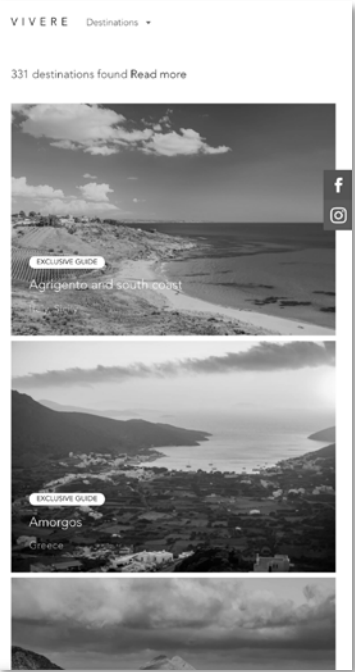 VIVERE Destinations
331 destinations found Read more
EXCLUSIVE GUIDE
Agrigento and south coast
EXCLUSIVE GUIDE
Amorgos
Greece